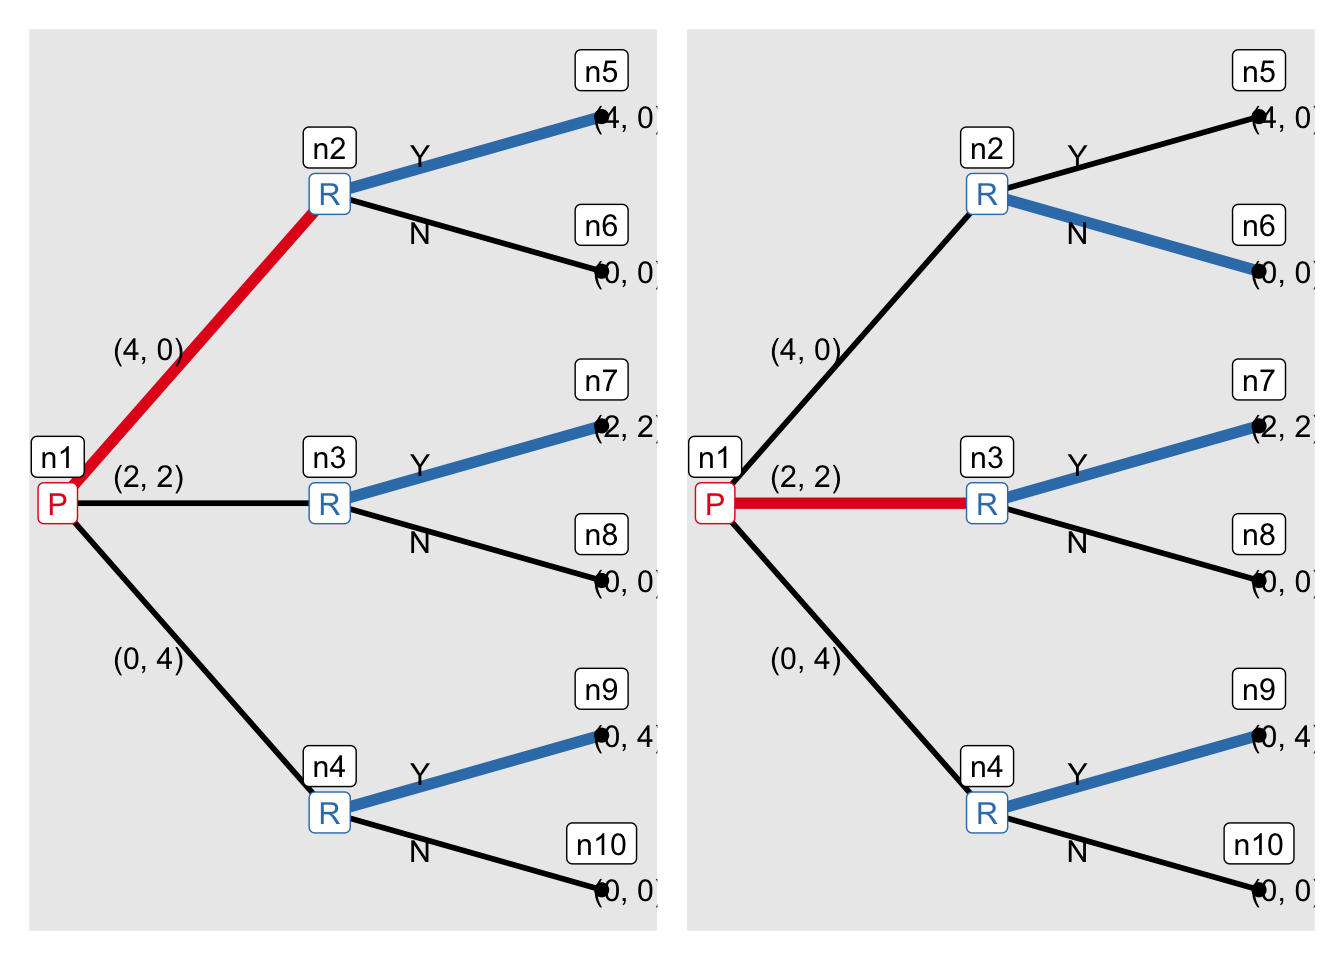 n5
(4, 0)
n2
Y
R
n6
N
(0, 0)
(4, 0)
n7
(2, 2)
n1
n3
Y
(2, 2)
P
R
n8
N
(0, 0)
(0, 4)
n9
(0, 4)
n4
Y
R
n10
N
(0, 0)
n5
(4, 0)
n2
Y
R
n6
N
(0, 0)
(4, 0)
n7
(2, 2)
n1
n3
Y
(2, 2)
P
R
n8
N
(0, 0)
(0, 4)
n9
(0, 4)
n4
Y
R
n10
N
(0, 0)